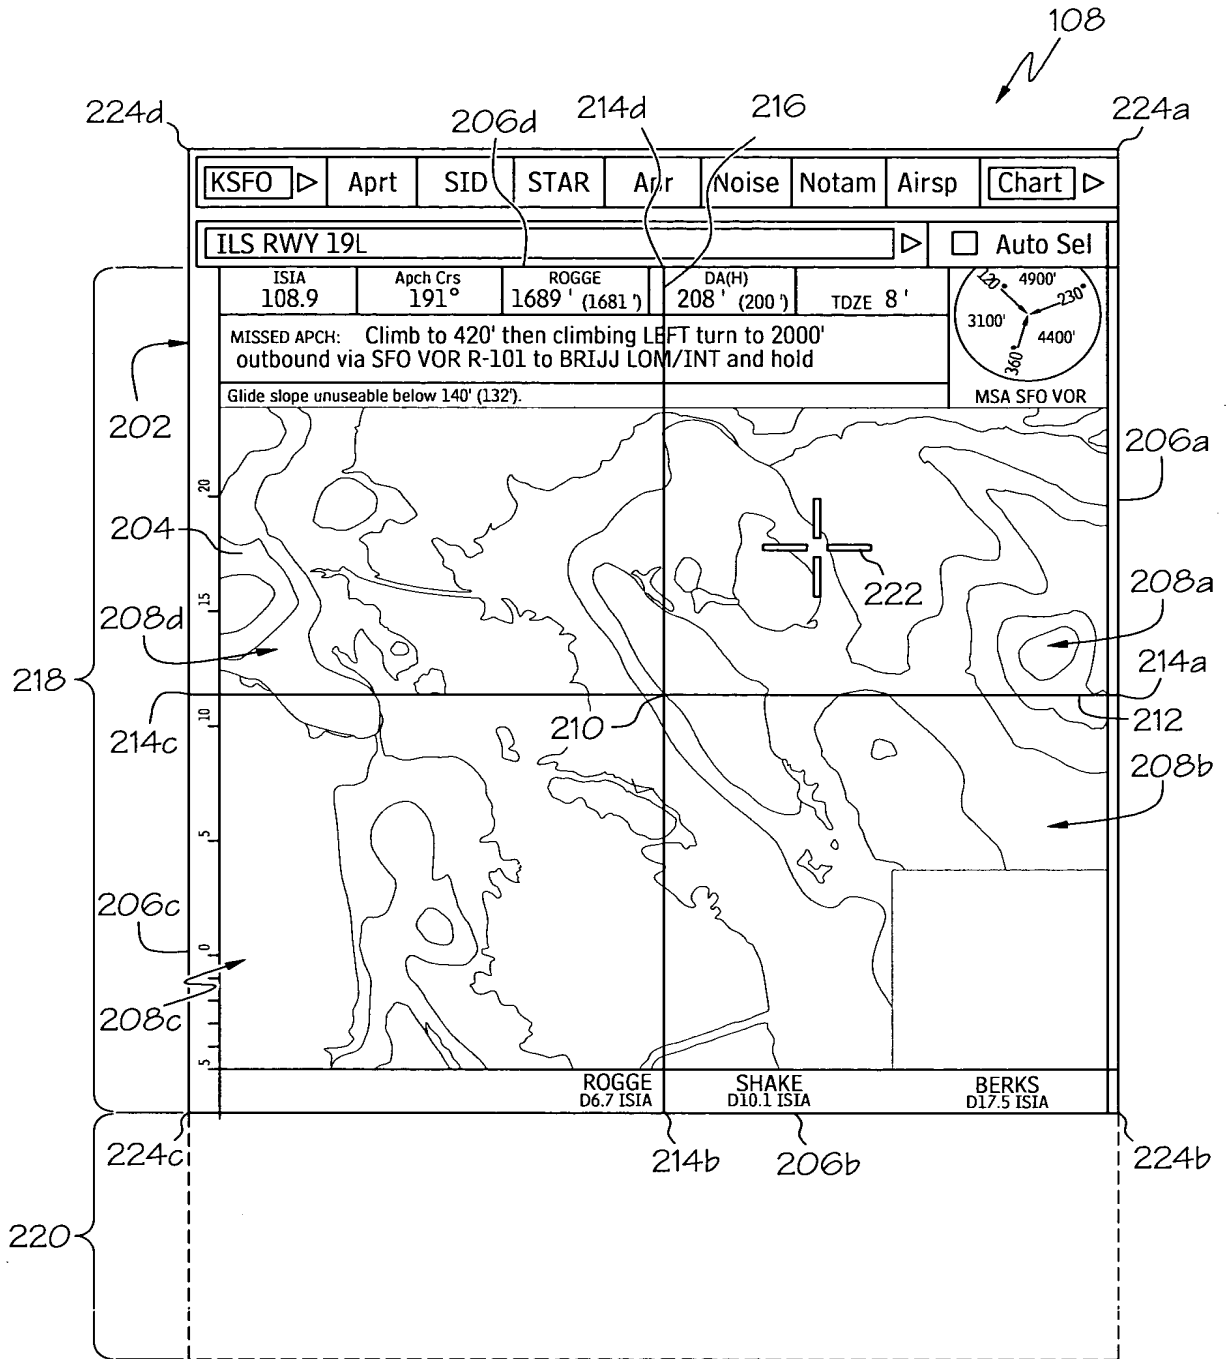 108
224d
206d
214d
216
224a
KSFO
Aprt
SID
STAR
Apr
Noise
Notam
Airsp
Chart
ILS RWY 19L
Auto Sel
ISIA
108.9
Apch Crs
191°
ROGGE
1689 ' (1681 ')
DA(H)
208 ' (200 ')
TDZE 8 '
120°
4900'
230°
3100'
4400'
360°
MISSED APCH: Climb to 420' then climbing LEFT turn to 2000'
outbound via SFO VOR R-101 to BRIJJ LOM/INT and hold
Glide slope unuseable below 140' (132').
MSA SFO VOR
202
206a
20
204
222
208a
15
208d
218
214a
214c
10
210
212
208b
5
206c
0
208c
5
ROGGE
D6.7 ISIA
SHAKE
D10.1 ISIA
BERKS
D17.5 ISIA
224c
214b
206b
224b
220